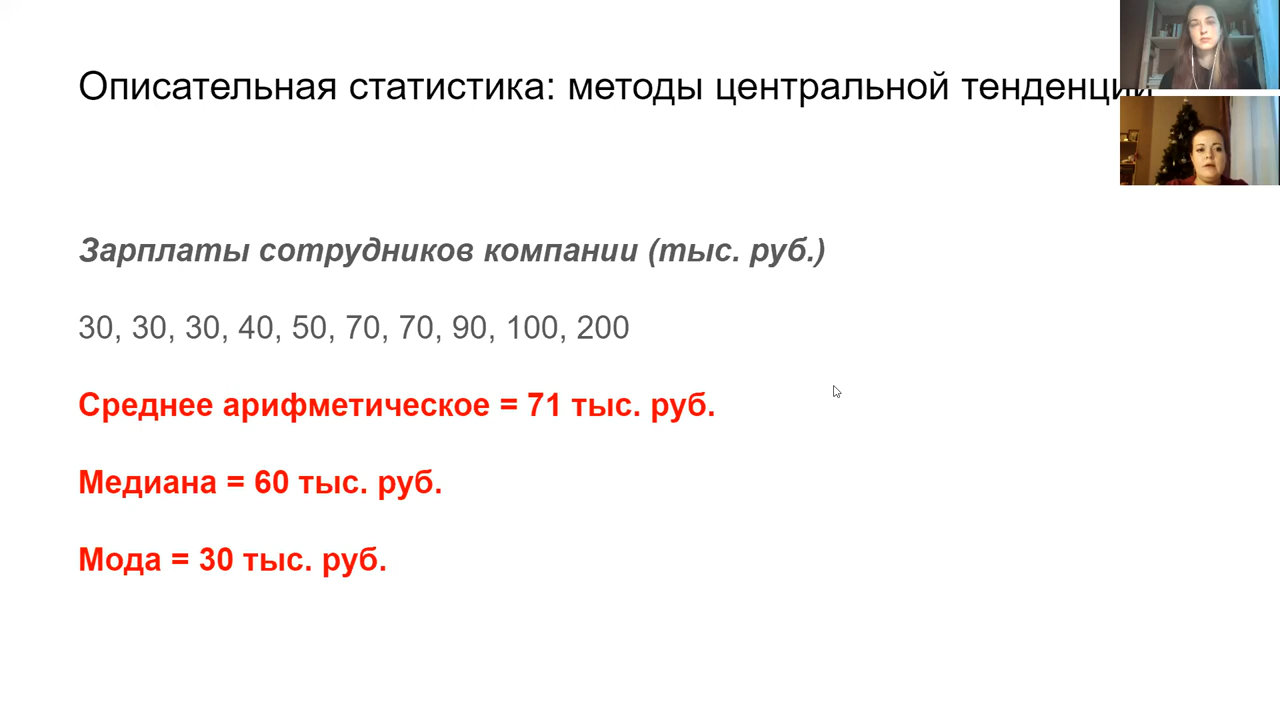 Описательная статистика: методы центральной тенденции
Зарплаты сотрудников компании (тыс. руб.)
30, 30, 30, 40, 50, 70, 70, 90, 100, 200
Среднее арифметическое = 71 тыс. руб.
Медиана = 60 тыс. руб.
Мода = 30 тыс. руб.